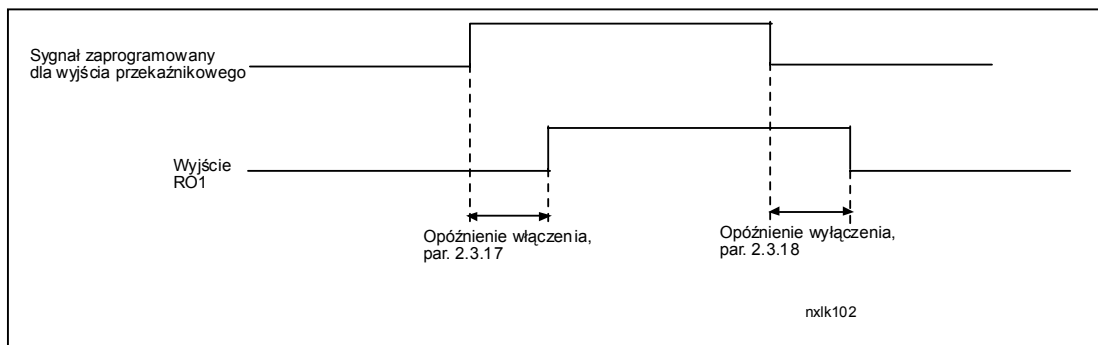 Sygnał zaprogramowany
dla wyjścia przekaźnikowego
Wyjście
RO1
Opóźnienie włączenia,
par. 2.3.17
Opóźnienie wyłączenia,
par. 2.3.18
nxlk102